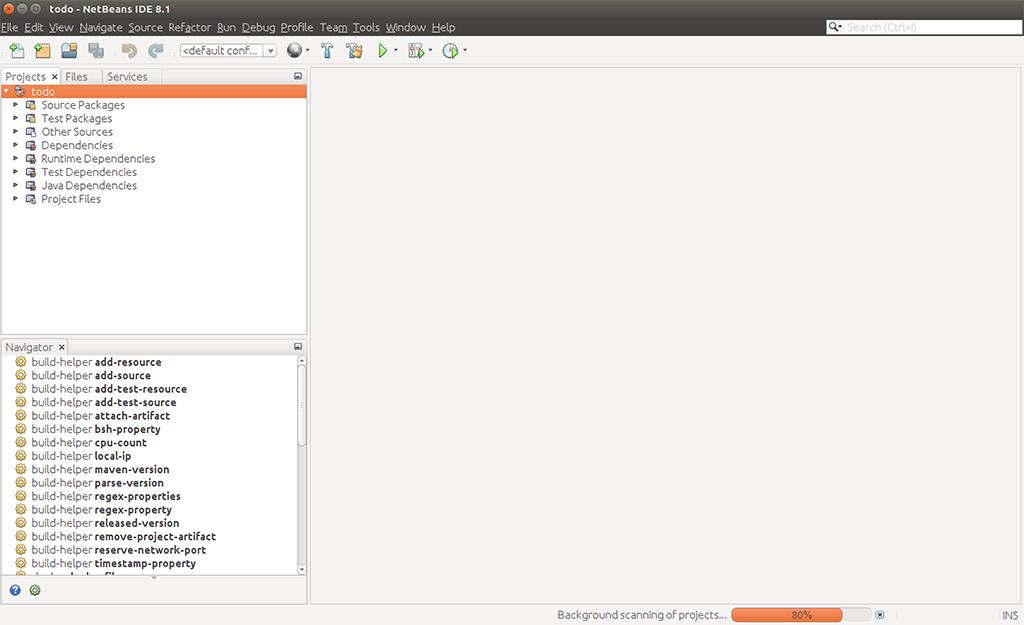 todo - NetBeans IDE 8.1
File Edit View Navigate Source Refactor Run Debug Profile Team Tools Window Help
Search (Ctrl+I)
<default conf...
Projects Files Services
todo
Source Packages
Test Packages
Other Sources
Dependencies
Runtime Dependencies
Test Dependencies
Java Dependencies
Project Files
Navigator
build-helper add-resource
build-helper add-source
build-helper add-test-resource
build-helper add-test-source
build-helper attach-artifact
build-helper bsh-property
build-helper cpu-count
build-helper local-ip
build-helper maven-version
build-helper parse-version
build-helper regex-properties
build-helper regex-property
build-helper released-version
build-helper remove-project-artifact
build-helper reserve-network-port
build-helper timestamp-property
Background scanning of projects... 80%
INS